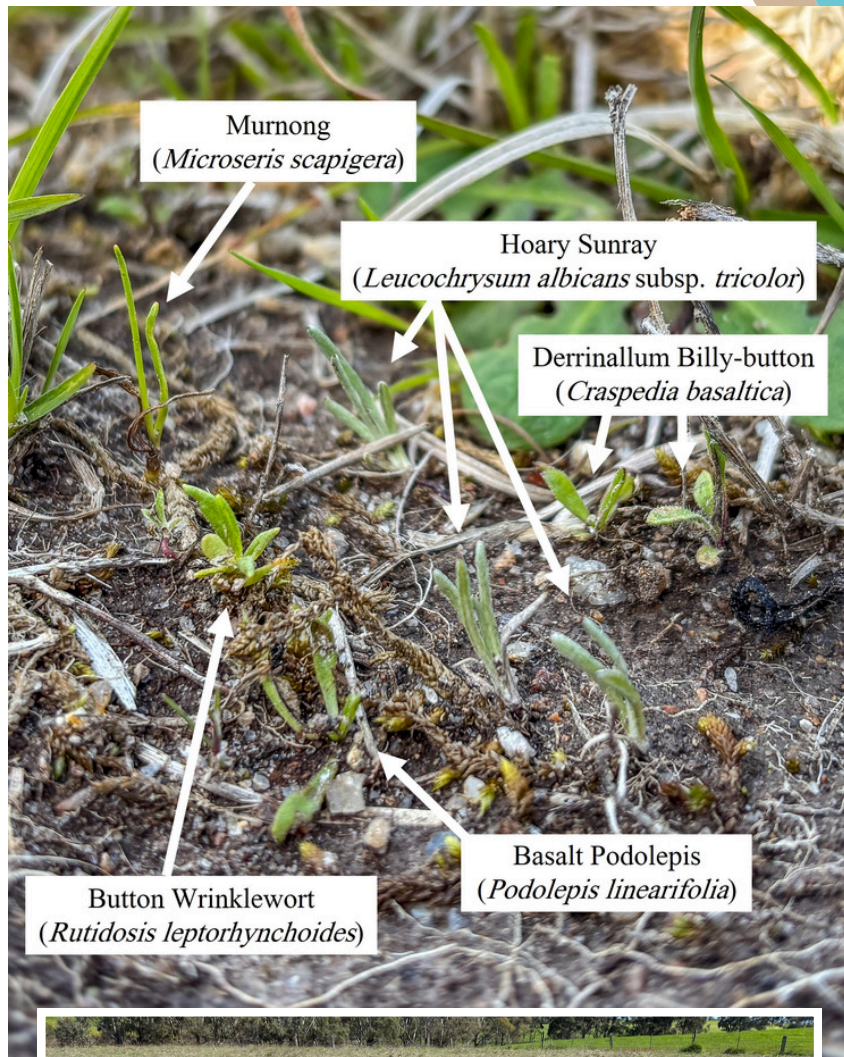 Murnong
(Microseris scapigera)
Hoary Sunray
(Leucochrysum albicans subsp. tricolor)
Derrinallum Billy-button
(Craspedia basaltica)
Basalt Podolepis
(Podolepis linearifolia)
Button Wrinklewort
(Rutidosis leptorhynchoides)